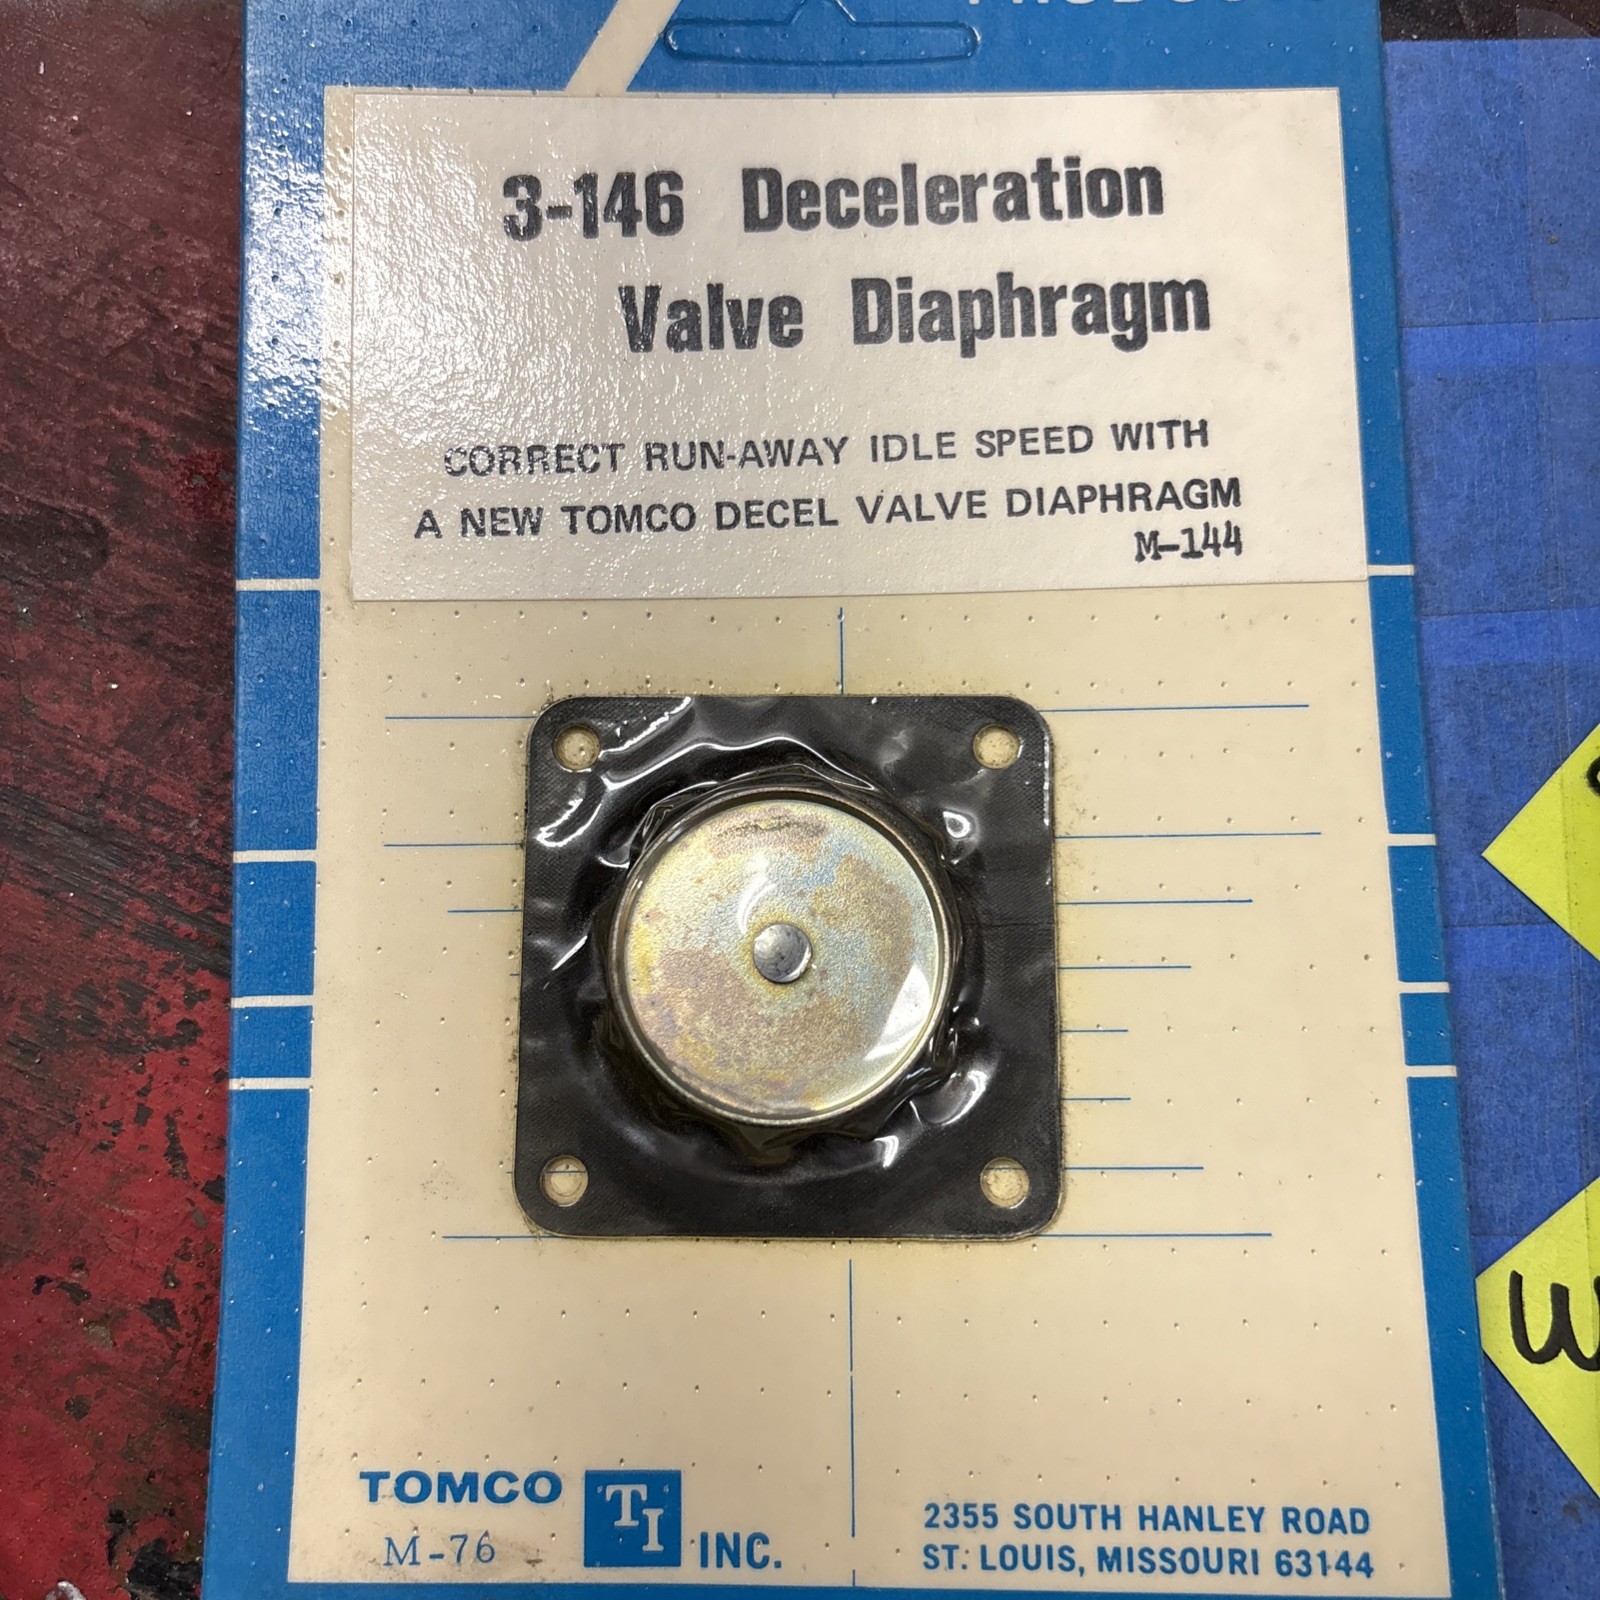 3-146 Deceleration
Valve Diaphragm
CORRECT RUN-AWAY IDLE SPEED WITH
A NEW TOMCO DECEL VALVE DIAPHRAGM
M-144
TOMCO TI INC.
M-76
2355 SOUTH HANLEY ROAD
ST. LOUIS, MISSOURI 63144